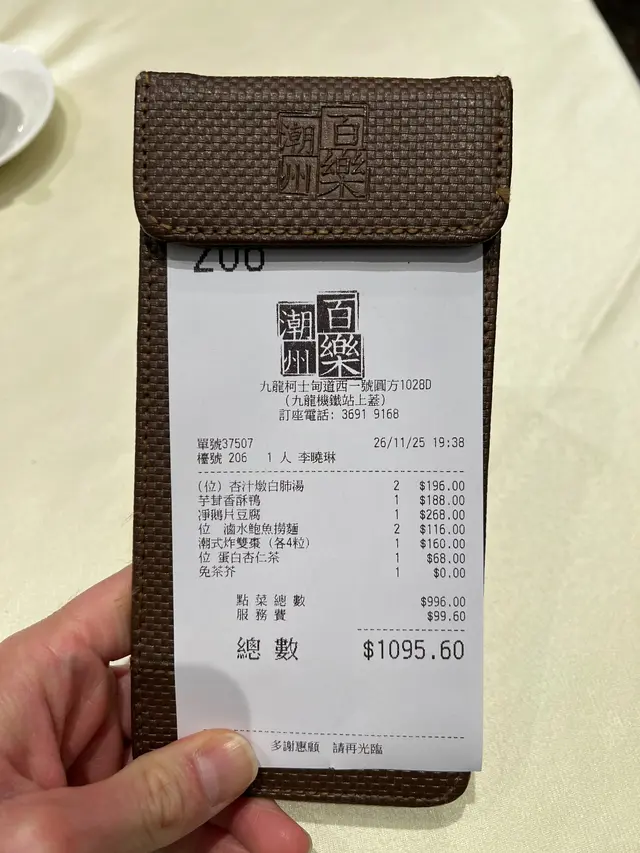 百樂
潮州
206
百樂
潮州
九龍柯士甸道西一號圓方1028D
(九龍機鐵站上蓋)
訂座電話: 3691 9168
單號37507 26/11/25 19:38
檯號 206 1 人 李曉琳
(位) 杏汁燉白肺湯 2 $196.00
芋茸香酥鴨 1 $188.00
凈鵝片豆腐 1 $268.00
位 滷水鮑魚撈麵 2 $116.00
潮式炸雙棗 (各4粒) 1 $160.00
位 蛋白杏仁茶 1 $68.00
免茶芥 1 $0.00
點菜總數 $996.00
服務費 $99.60
總數 $1095.60
多謝惠顧 請再光臨